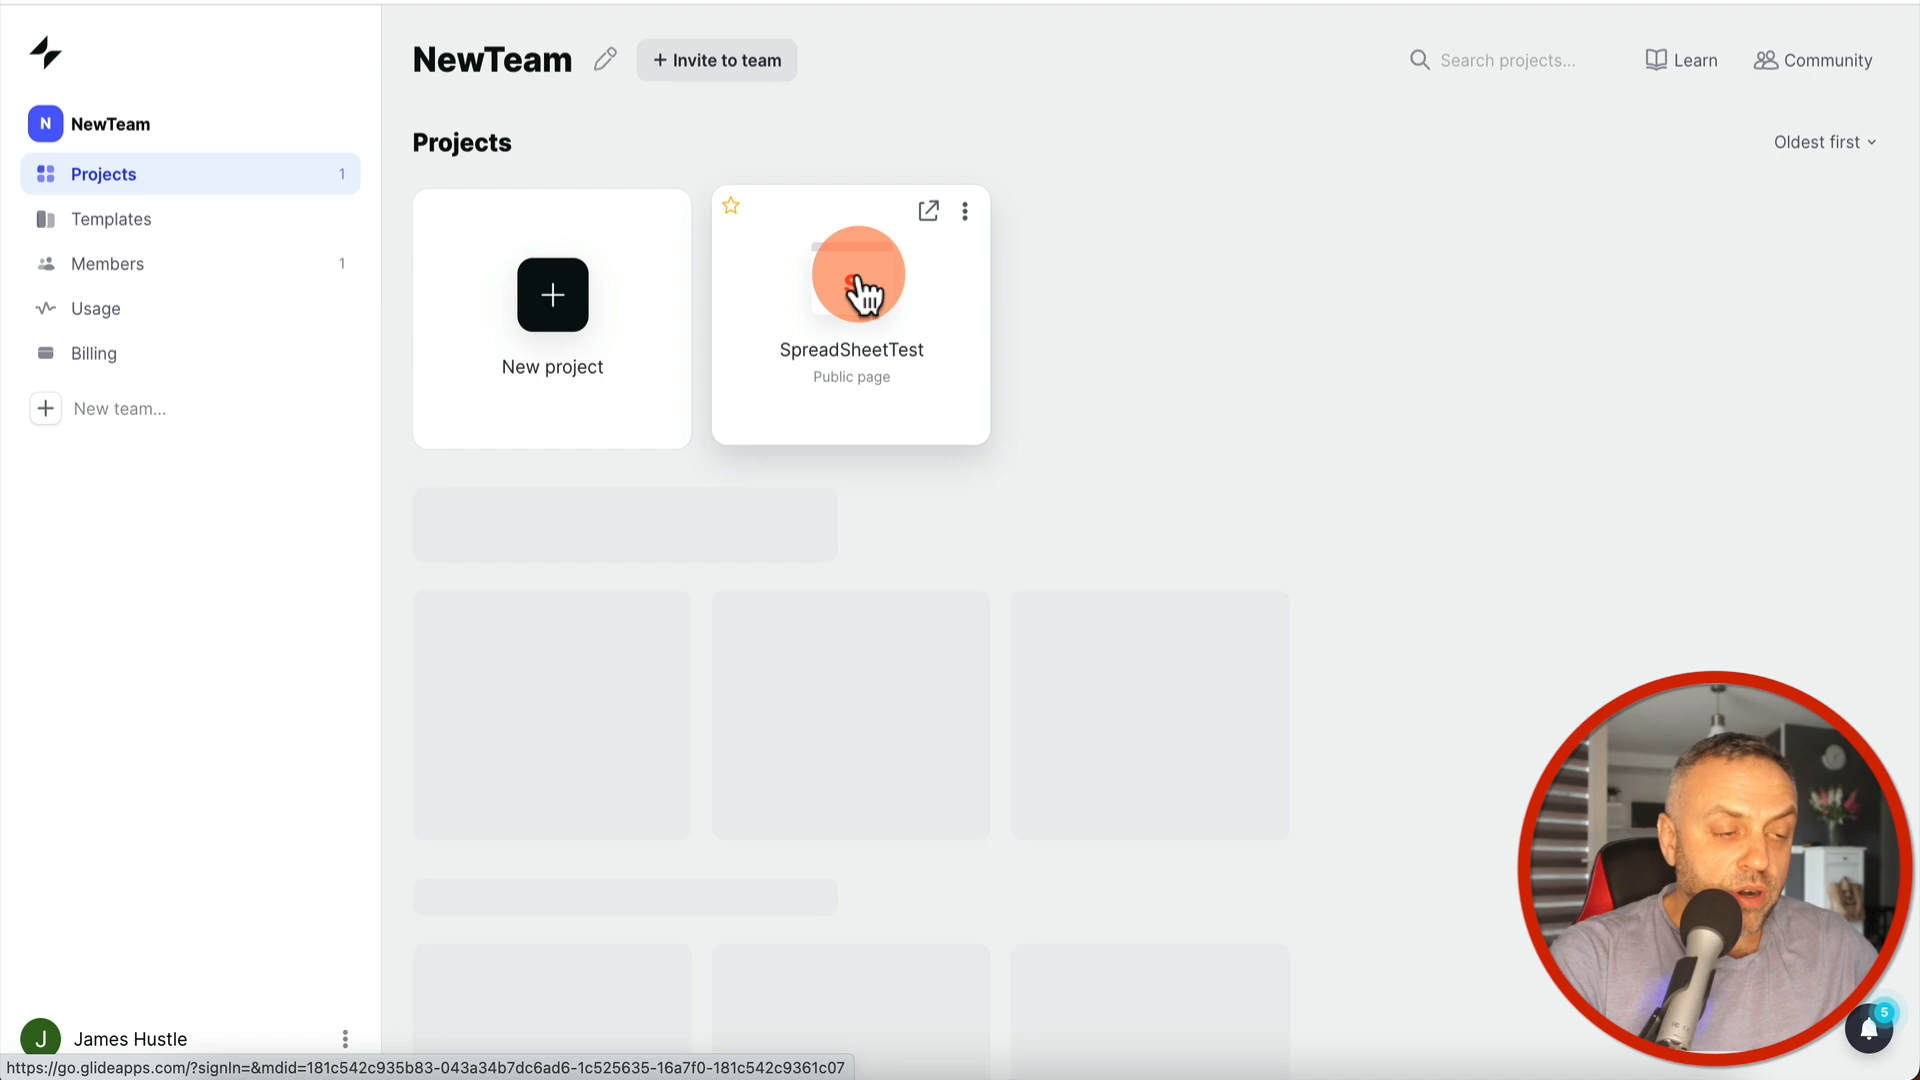 NewTeam
+ Invite to team
Search projects...
Learn
Community
N
NewTeam
Projects
1
Templates
Members
1
Usage
Billing
New team...
Projects
Oldest first
New project
SpreadSheetTest
Public page
J
James Hustle
5
https://go.glideapps.com/?signIn=&mdid=181c542c935b83-043a34b7dc6ad6-1c525635-16a7f0-181c542c9361c07